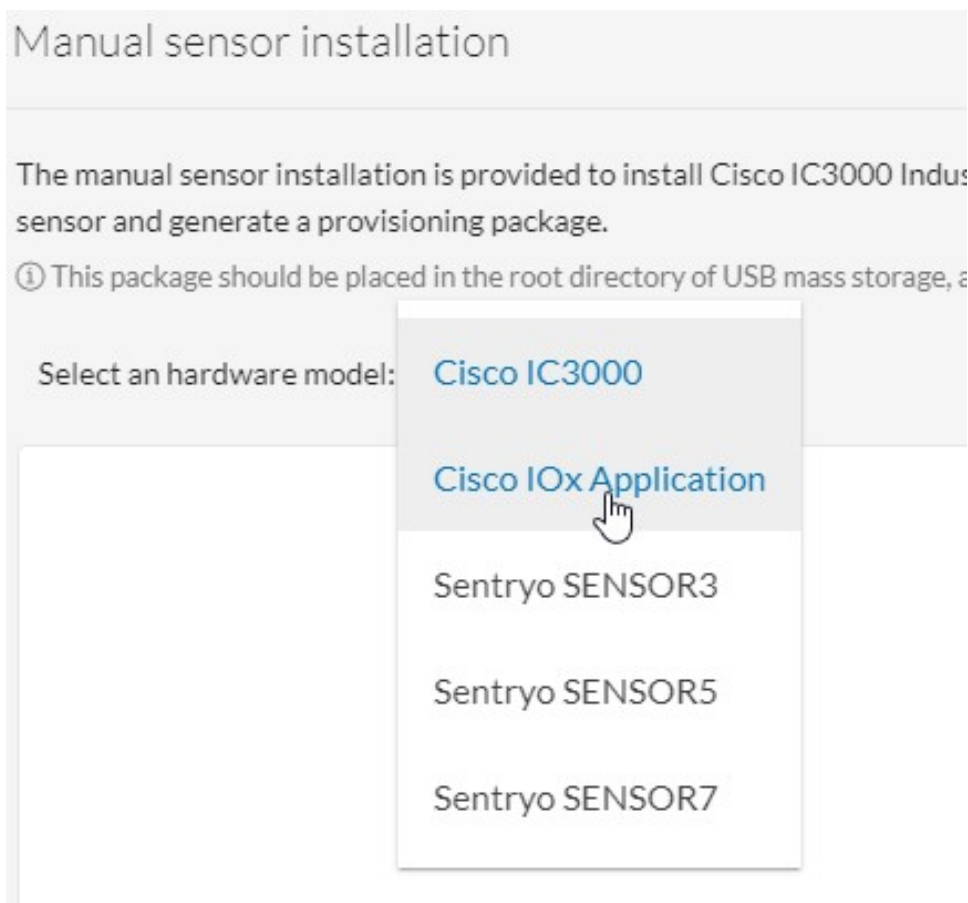 Manual sensor installation
The manual sensor installation is provided to install Cisco IC3000
sensor and generate a provisioning package.
This package should be placed in the root directory of USB mass storage,
Select an hardware model:
Cisco IC3000
Cisco IOx Application
Sentryo SENSOR3
Sentryo SENSOR5
Sentryo SENSOR7